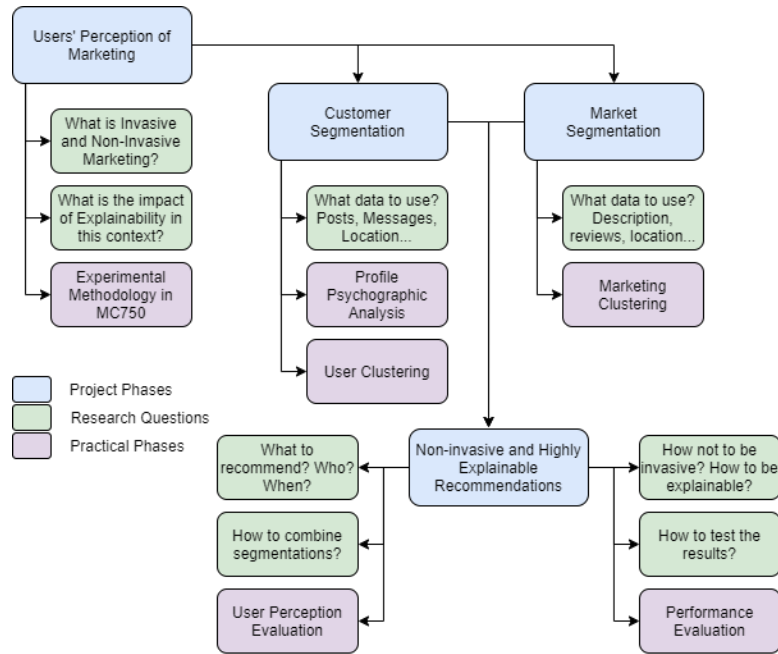 Users' Perception of
Marketing
Customer
Segmentation
Market
Segmentation
What is Invasive
and Non-Invasive
Marketing?
What is the impact
of Explainability in
this context?
Experimental
Methodology in
MC750
What data to use?
Posts, Messages,
Location...
Profile
Psychographic
Analysis
User Clustering
What data to use?
Description,
reviews, location...
Marketing
Clustering
Project Phases
Research Questions
Practical Phases
Non-invasive and Highly
Explainable
Recommendations
What to
recommend? Who?
When?
How to combine
segmentations?
User Perception
Evaluation
How not to be
invasive? How to be
explainable?
How to test the
results?
Performance
Evaluation